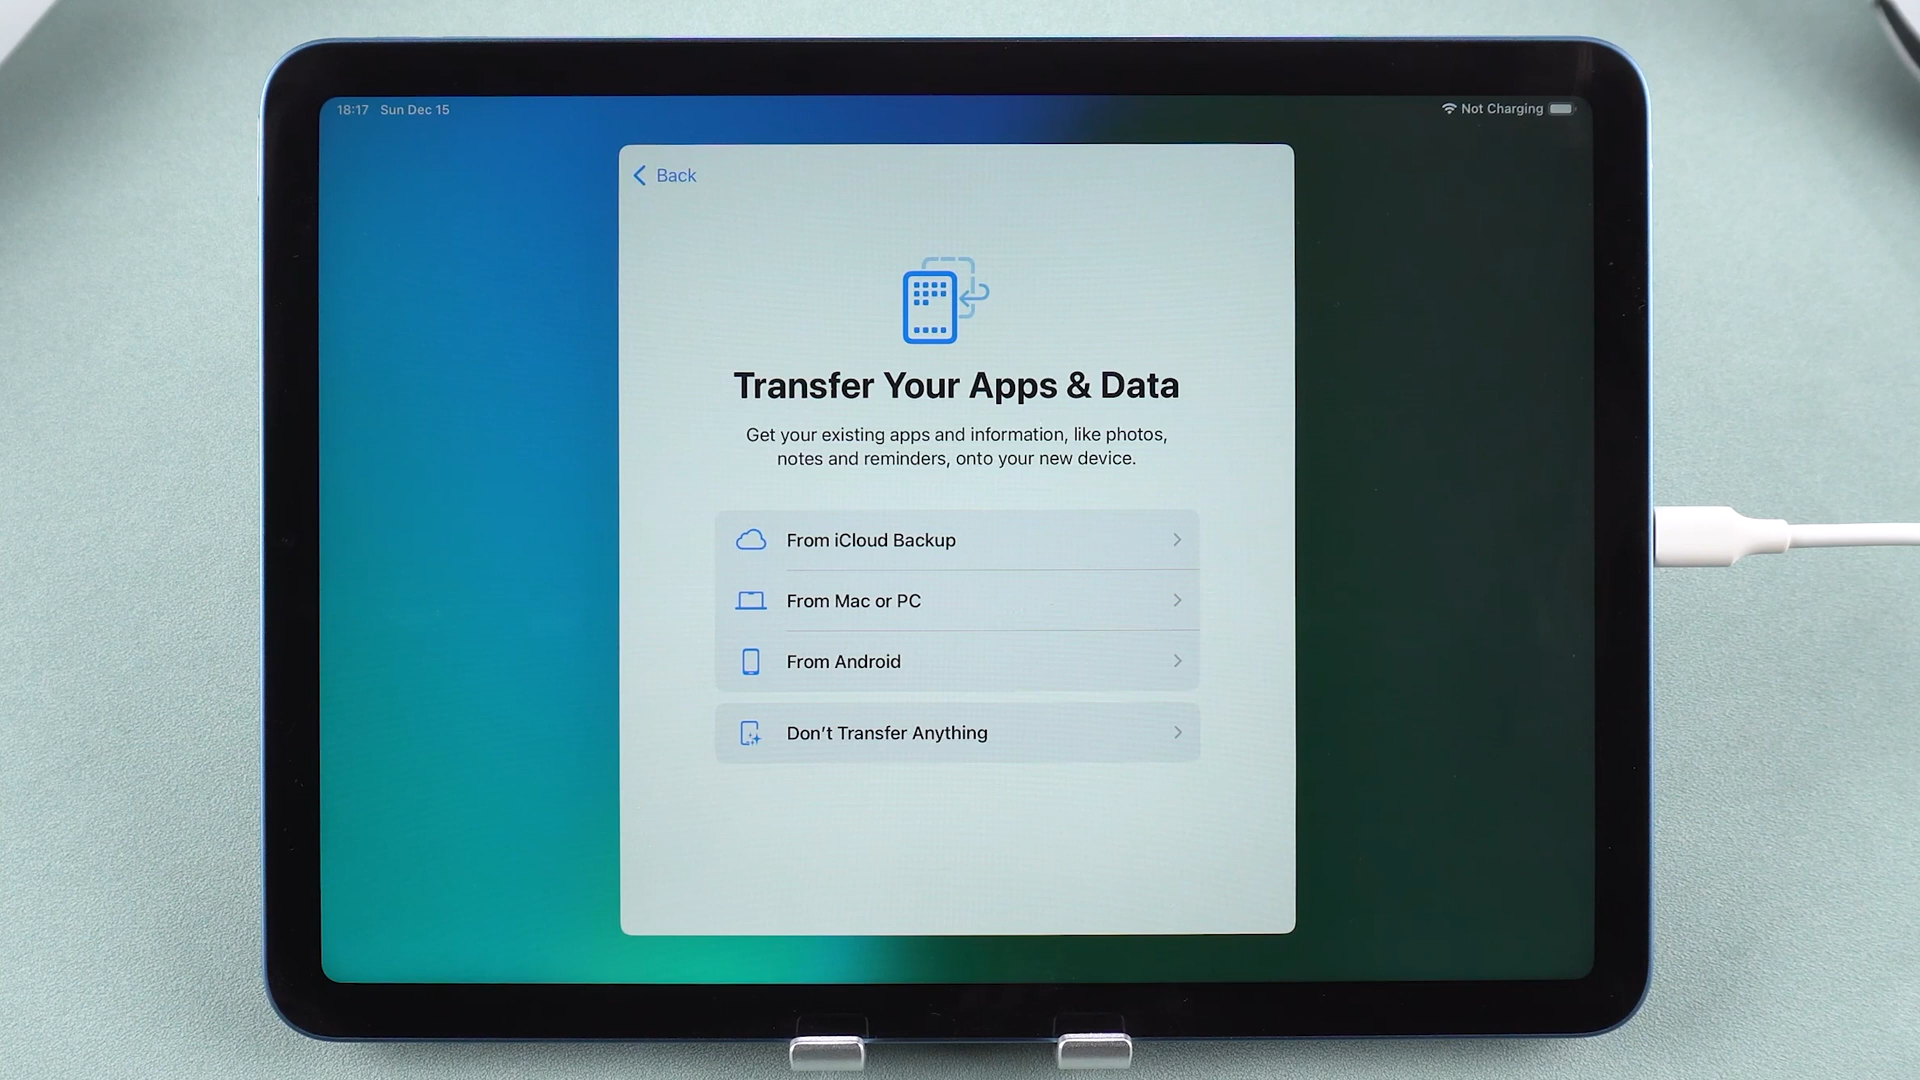 18:17 Sun Dec 15
Not Charging
Back
Transfer Your Apps & Data
Get your existing apps and information, like photos,
notes and reminders, onto your new device.
From iCloud Backup
From Mac or PC
From Android
Don’t Transfer Anything